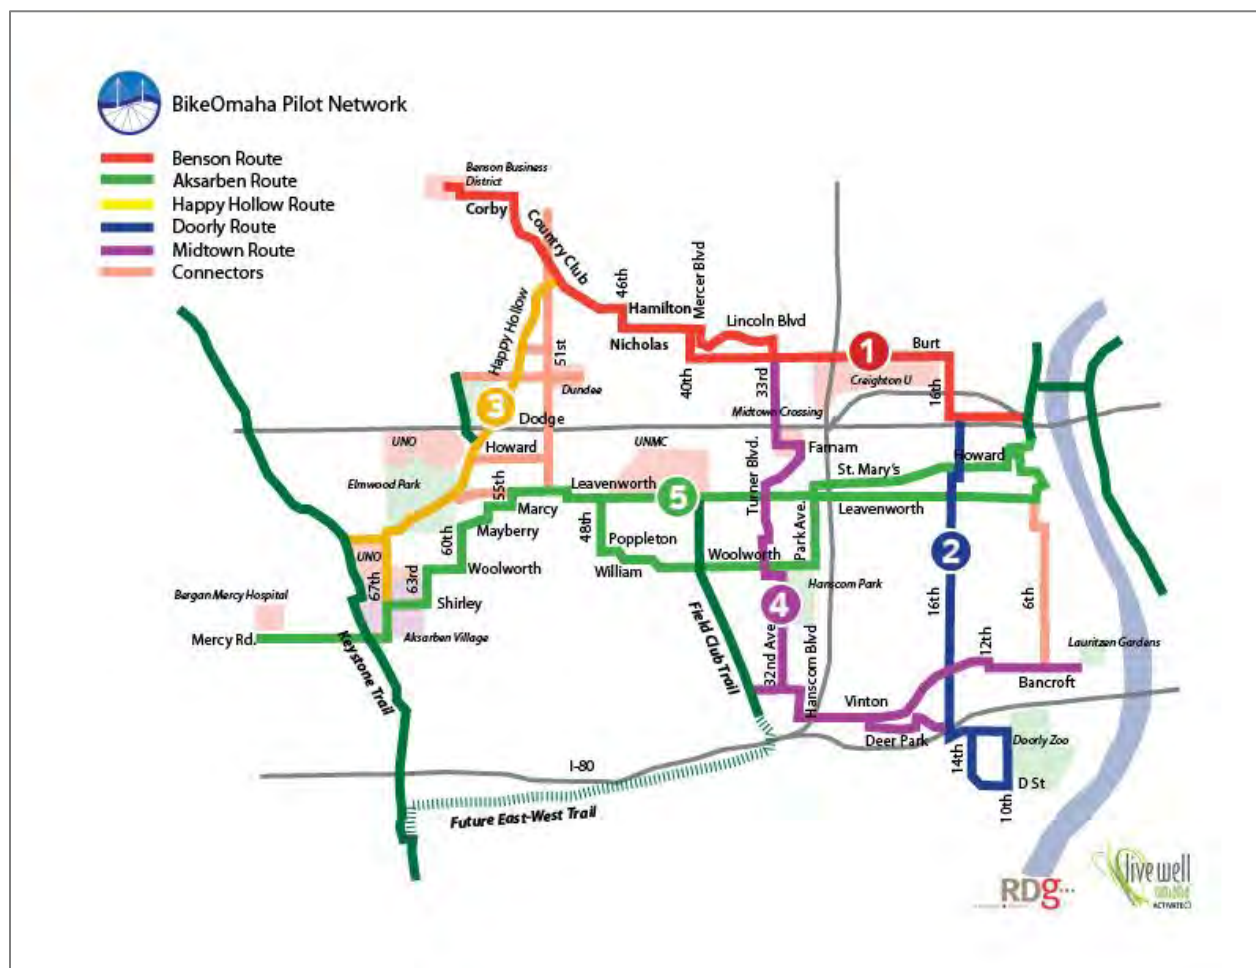 BikeOmaha Pilot Network
Benson Route
Aksarben Route
Happy Hollow Route
Doorly Route
Midtown Route
Connectors
Benson Business
District
Corby
Country Club
46th
Hamilton
Mercer Blvd
Lincoln Blvd
Nicholas
1
Burt
Happy Hollow
51st
40th
33rd
Creighton U
16th
Dundee
3
Dodge
Midtown Crossing
UNO
Howard
UNMC
Farnam
Howard
St. Mary's
Elmwood Park
55th
Leavenworth
5
Turner Blvd.
Leavenworth
Marcy
48th
Park Ave.
Mayberry
Poppleton
60th
Woolworth
2
UNO
67th
63rd
Woolworth
William
Hanscom Park
Bergan Mercy Hospital
Shirley
4
16th
6th
Mercy Rd.
Aksarben Village
Keystone Trail
Field Club Trail
32nd Ave
Hanscom Blvd
12th
Lauritzen Gardens
Bancroft
Vinton
Deer Park
14th
Doorly Zoo
I-80
D St
10th
Future East-West Trail
RDg...
live well
omaha
ACTIVATE